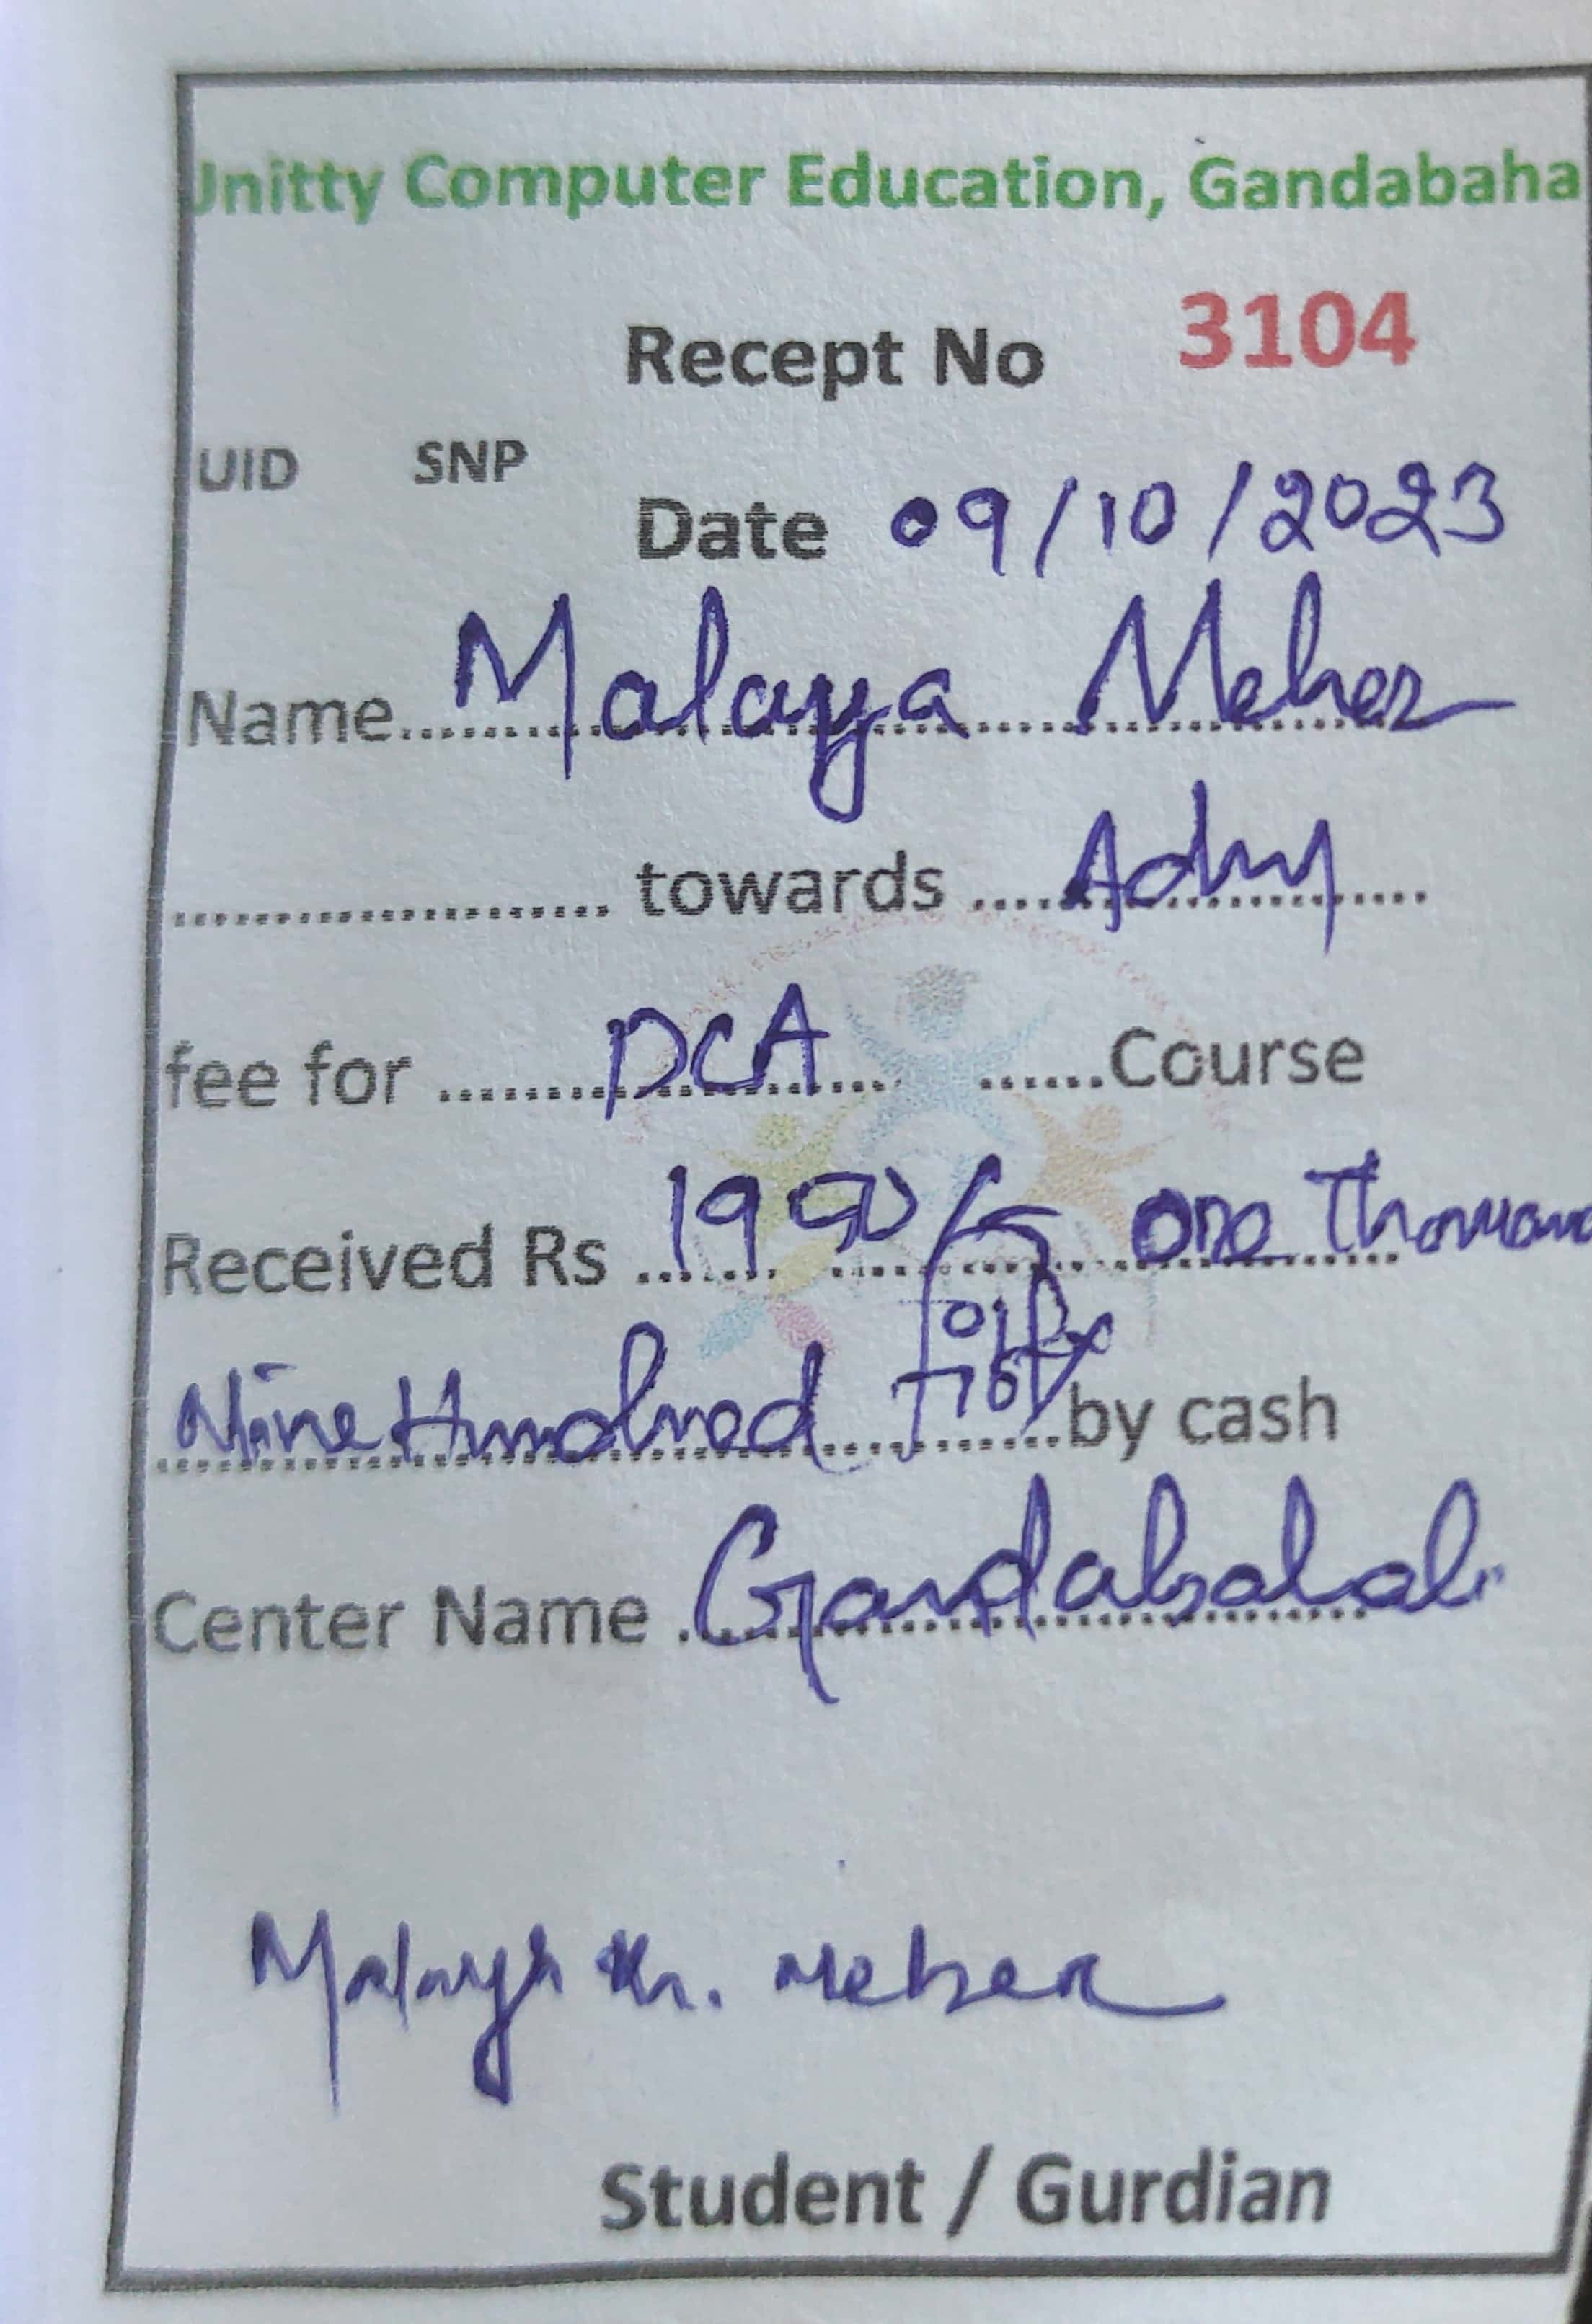 Unitty Computer Education, Gandabaha
Recept No 3104
UID SNP
Date 09/10/2023
Name Malaya Meher
towards Adm
fee for DCA Course
Received Rs 1950/- One Thousand
Nine Hundred Fifty by cash
Center Name Gandabahali
Malaya Kr. Meher
Student / Gurdian